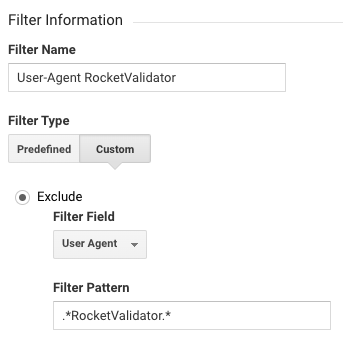 Filter Information
Filter Name
User-Agent RocketValidator
Filter Type
Predefined Custom
Exclude
Filter Field
User Agent
Filter Pattern
.*RocketValidator.*